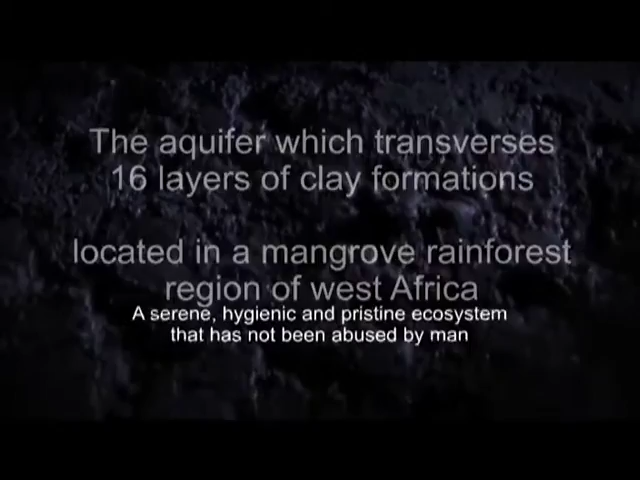 The aquifer which transverses
16 layers of clay formations
located in a mangrove rainforest
region of west Africa
A serene, hygienic and pristine ecosystem
that has not been abused by man